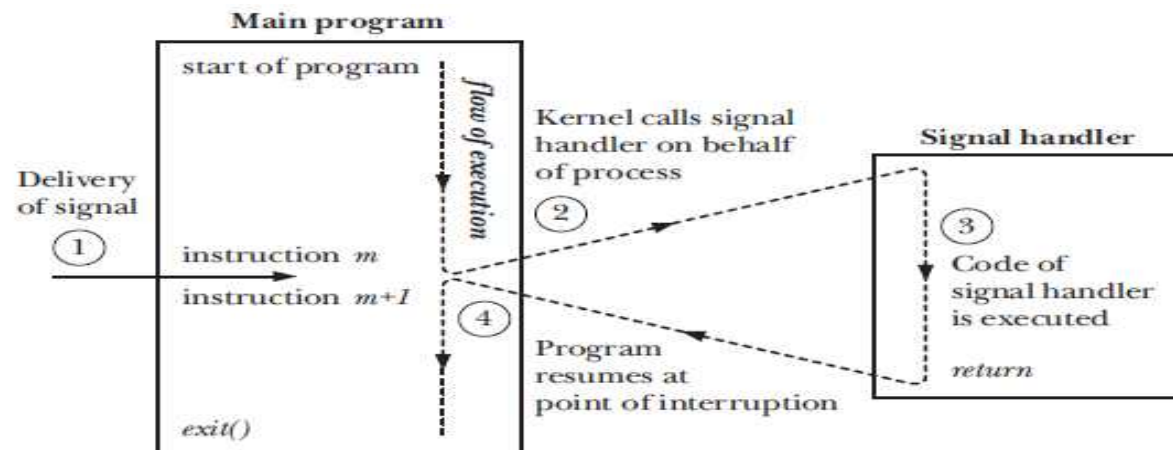 Main program
start of program
flow of execution
Delivery
of signal
1
instruction m
instruction m+1
exit()
Kernel calls signal
handler on behalf
of process
2
Signal handler
3
Code of
signal handler
is executed
return
4
Program
resumes at
point of interruption